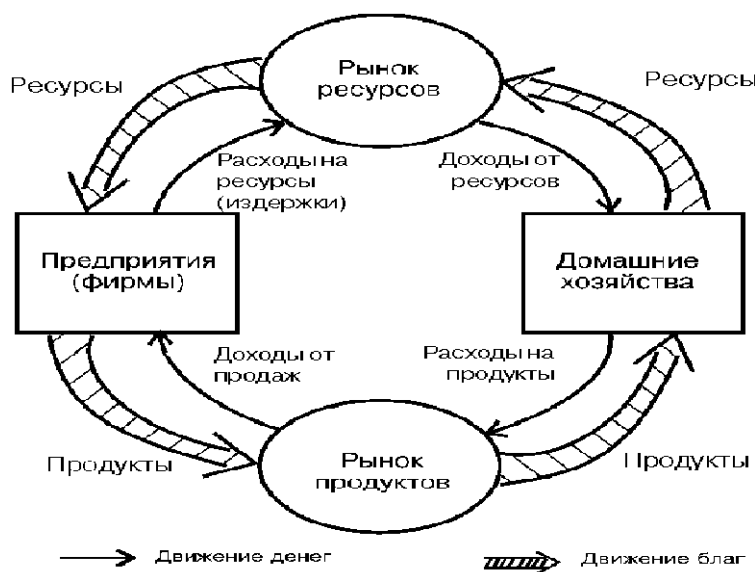 Рынок
ресурсов
Ресурсы
Ресурсы
Расходы на
ресурсы
(издержки)
Доходы от
ресурсов
Предприятия
(фирмы)
Домашние
хозяйства
Доходы от
продаж
Расходы на
продукты
Продукты
Рынок
продуктов
Продукты
Движение денег
Движение благ